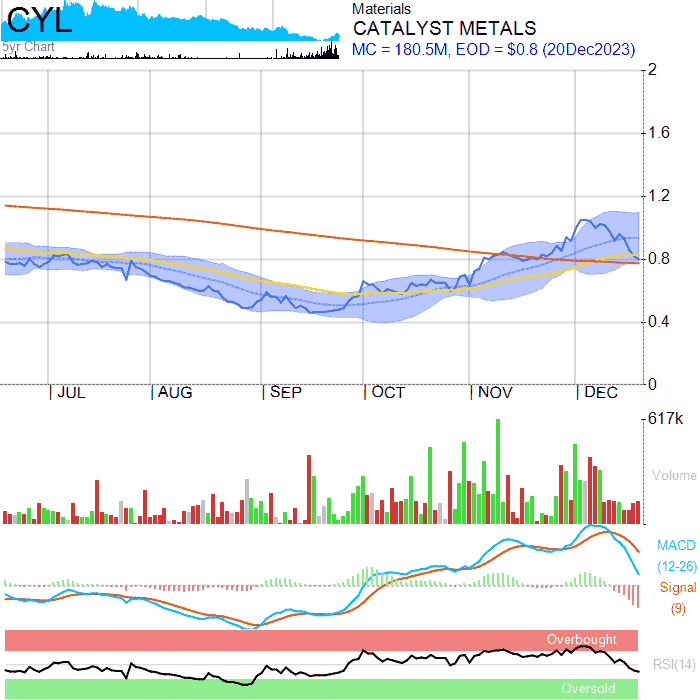 CYL
5yr Chart
Materials
CATALYST METALS
MC = 180.5M, EOD = $0.8 (20Dec2023)
2
1.6
1.2
0.8
0.4
0
JUL AUG SEP OCT NOV DEC
617k
Volume
MACD
(12-26)
Signal
(9)
Overbought
RSI(14)
Oversold